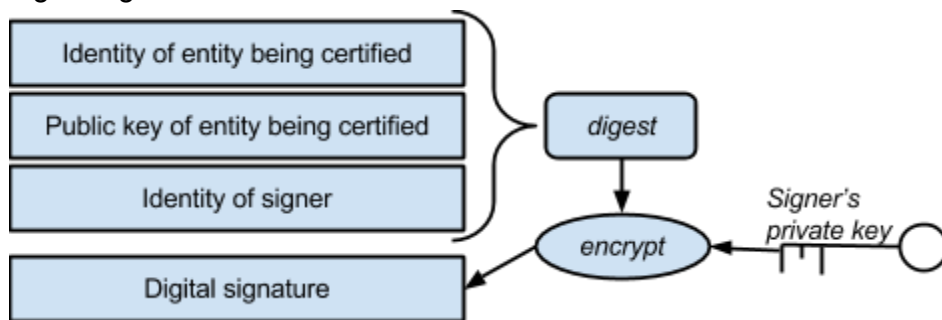 Identity of entity being certified
Public key of entity being certified
digest
Identity of signer
Signer's
private key
encrypt
Digital signature